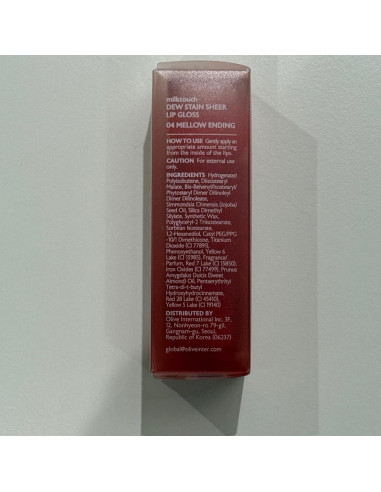 milktouch
DEW STAIN SHEER
LIP GLOSS
04 MELLOW ENDING
HOW TO USE Gently apply an
appropriate amount starting
from the inside of the lips.
CAUTION For external use
only.
INGREDIENTS Hydrogenated
Polyisobutene, Diisostearyl
Malate, Bis-Behenyl/Isostearyl/
Phytosteryl Dimer Dilinoleyl
Dimer Dilinoleate,
Simmondsia Chinensis (Jojoba)
Seed Oil, Silica Dimethyl
Silylate, Synthetic Wax,
Polyglyceryl-2 Triisostearate,
Sorbitan Isostearate,
1,2-Hexanediol, Cetyl PEG/PPG
-10/1 Dimethicone, Titanium
Dioxide (CI 77891),
Phenoxyethanol, Yellow 6
Lake (CI 15985), Fragrance/
Parfum, Red 7 Lake (CI 15850),
Iron Oxides (CI 77499), Prunus
Amygdalus Dulcis (Sweet
Almond) Oil, Pentaerythrityl
Tetra-di-t-butyl
Hydroxyhydrocinnamate,
Red 28 Lake (CI 45410),
Yellow 5 Lake (CI 19140)
DISTRIBUTED BY
Olive International Inc. 3F,
12, Nonhyeon-ro 79-gil,
Gangnam-gu, Seoul,
Republic of Korea (06237)
global@oliveinter.com